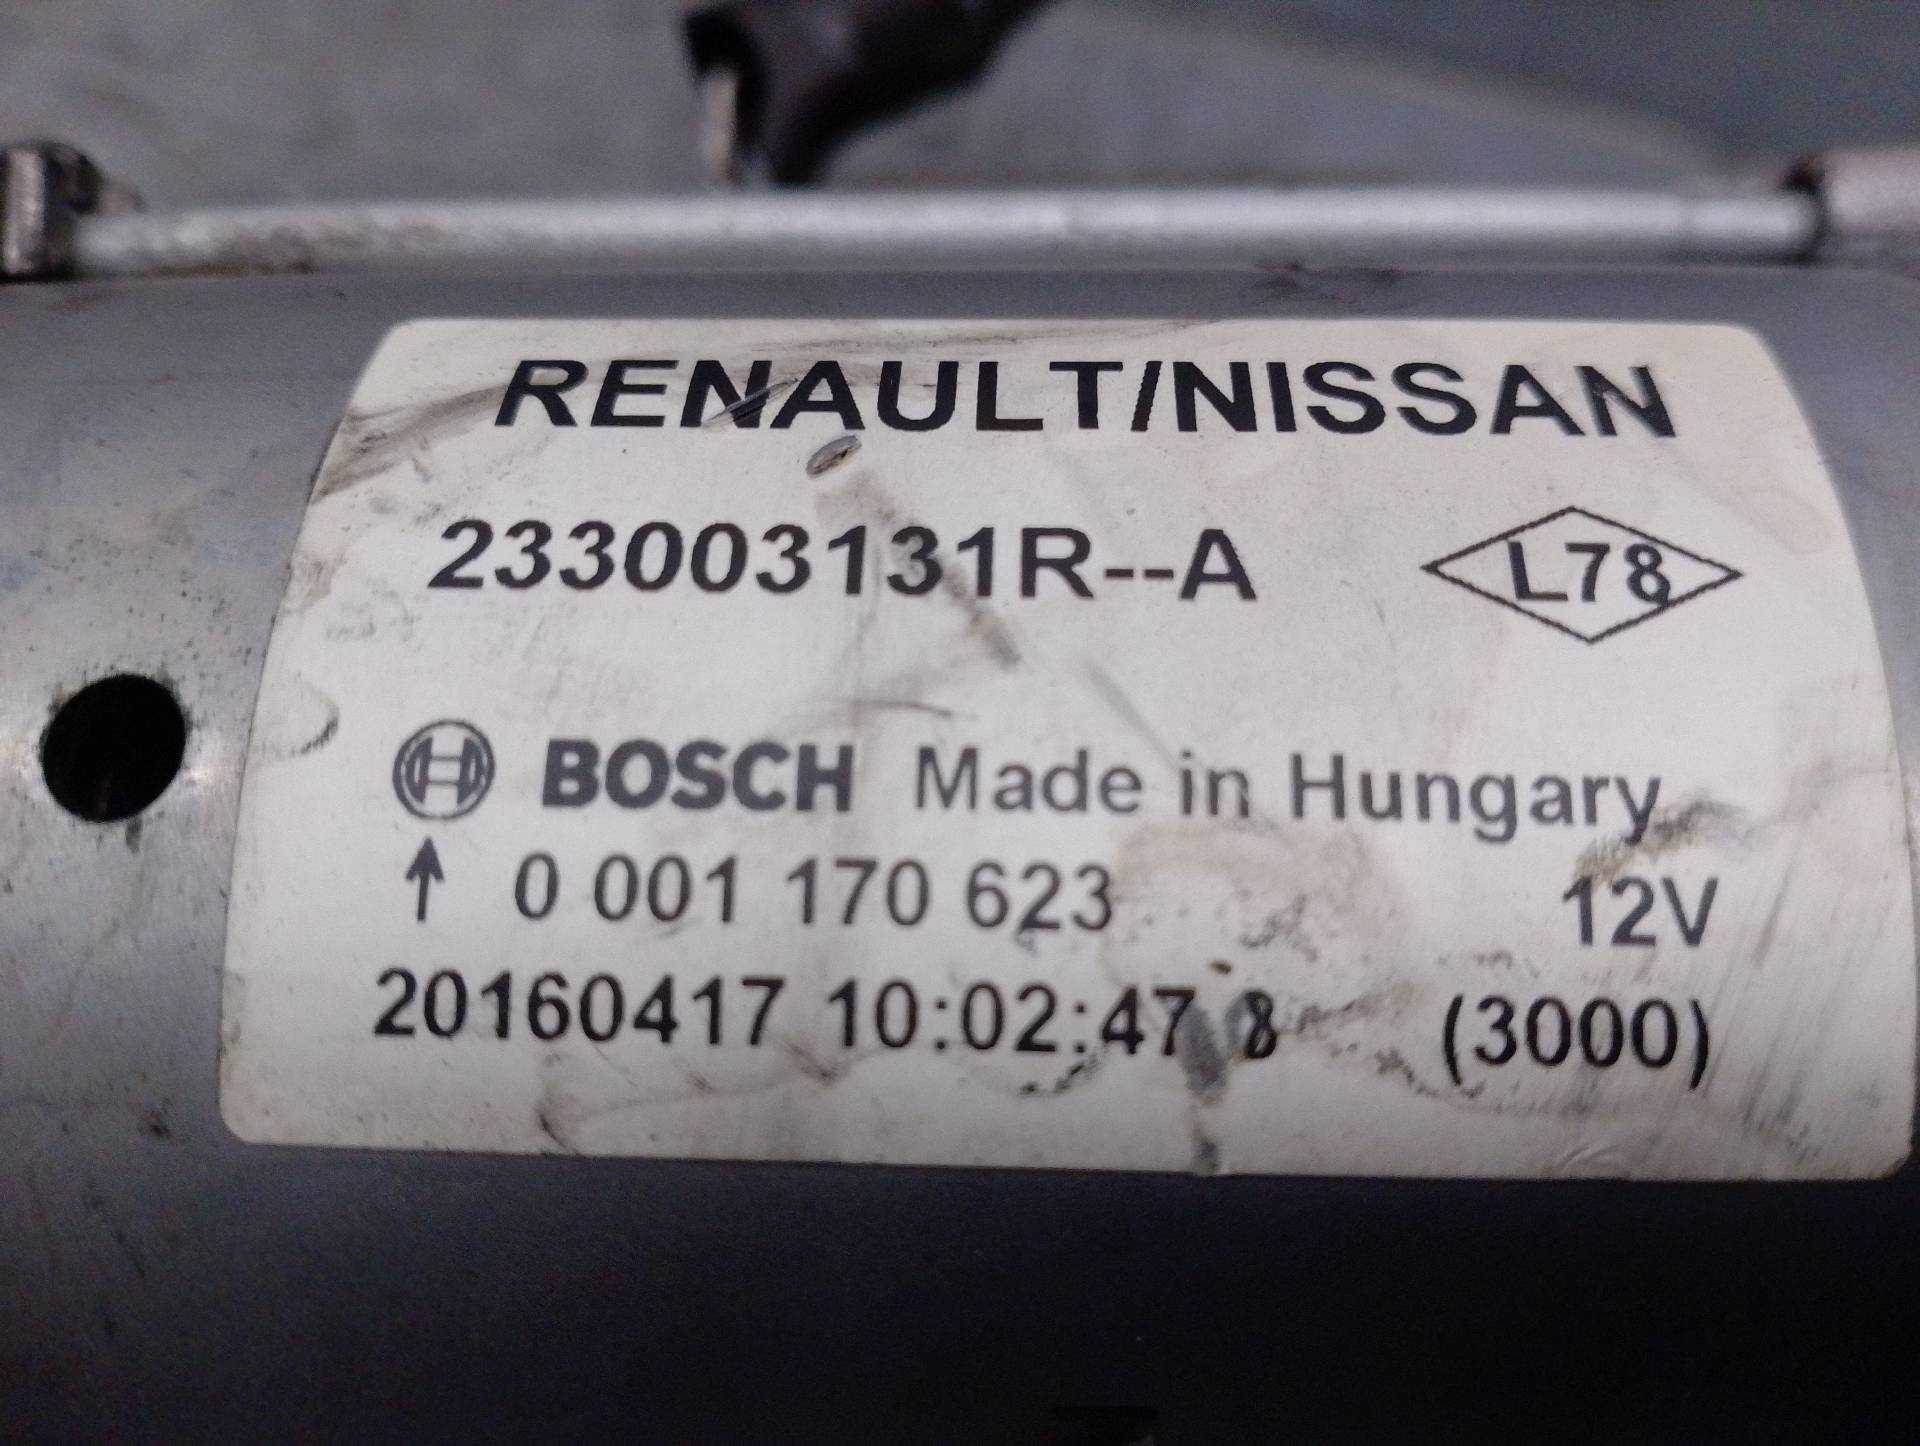 RENAULT/NISSAN
233003131R--A L78
BOSCH Made in Hungary
↑ 0 001 170 623 12V
20160417 10:02:47 (3000)